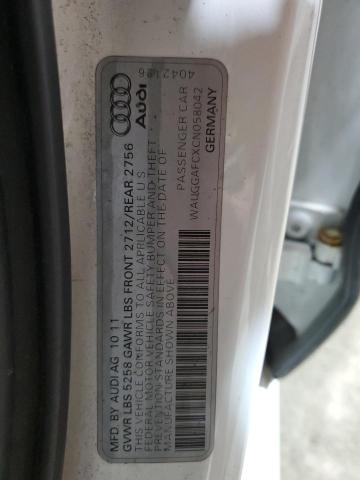 4042186
Audi
MFD BY AUDI AG 10 11
GVWR LBS 5258 GAWR LBS FRONT 2712/REAR 2756
THIS VEHICLE CONFORMS TO ALL APPLICABLE U S
FEDERAL MOTOR VEHICLE SAFETY BUMPER AND THEFT
PREVENTION STANDARDS IN EFFECT ON THE DATE OF
MANUFACTURE SHOWN ABOVE
PASSENGER CAR
WAUGGAFCXCN058042
GERMANY